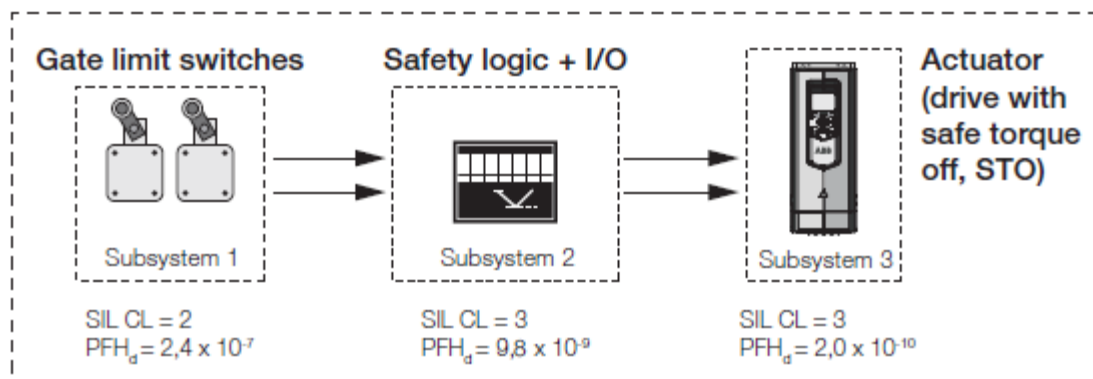 Gate limit switches
Safety logic + I/O
Actuator
(drive with
safe torque
off, STO)
ABB
Subsystem 1
Subsystem 2
Subsystem 3
SIL CL = 2
PFHd = 2,4 x 10⁻⁷
SIL CL = 3
PFHd = 9,8 x 10⁻⁹
SIL CL = 3
PFHd = 2,0 x 10⁻¹⁰